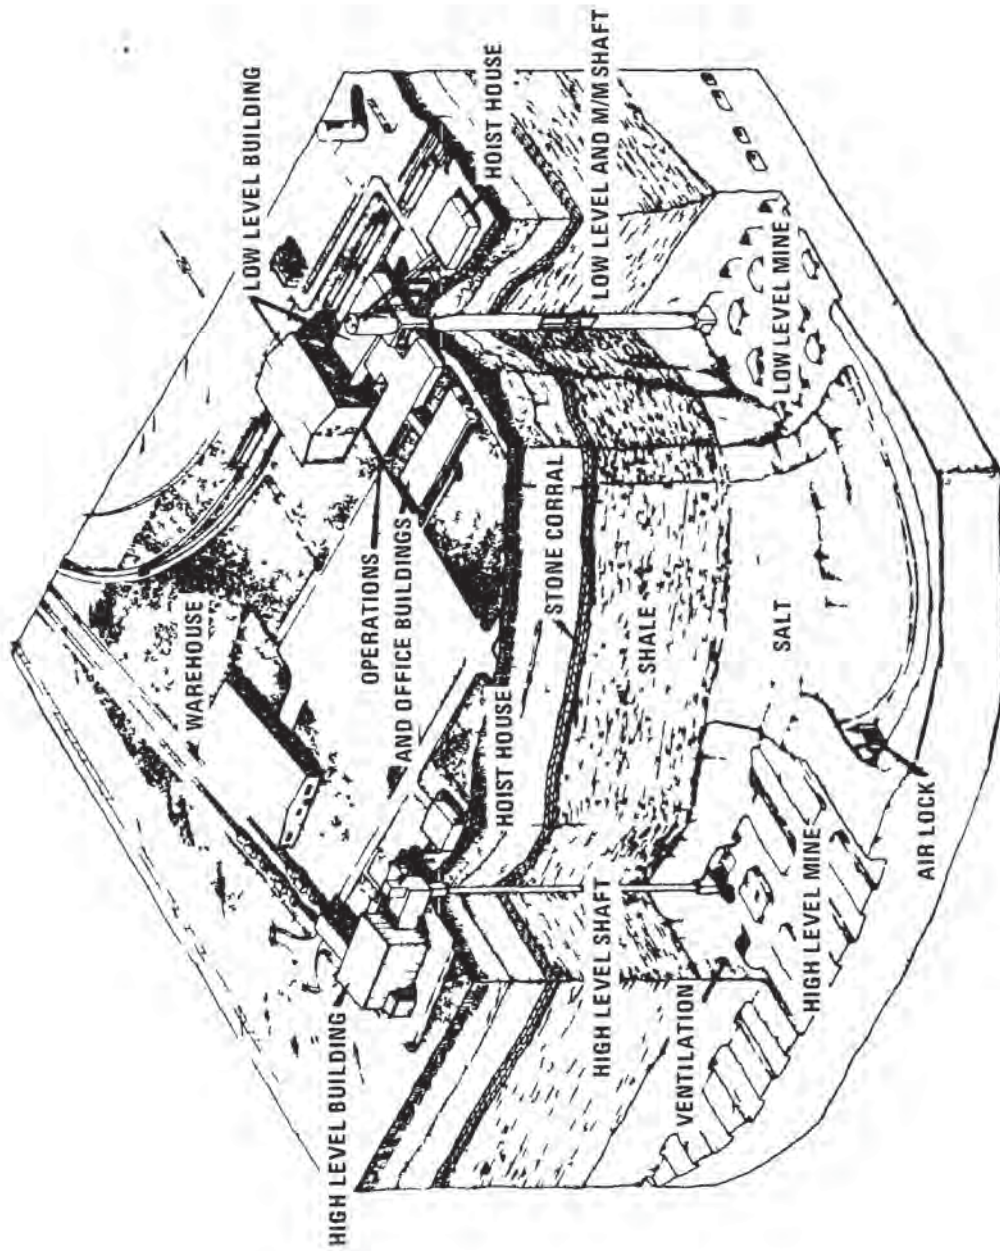 LOW LEVEL BUILDING
WAREHOUSE
OPERATIONS
AND OFFICE BUILDINGS
HIGH LEVEL BUILDING
HOIST HOUSE
HOIST HOUSE
STONE CORRAL
LOW LEVEL AND M/M SHAFT
HIGH LEVEL SHAFT
SHALE
VENTILATION
SALT
LOW LEVEL MINE
HIGH LEVEL MINE
AIR LOCK